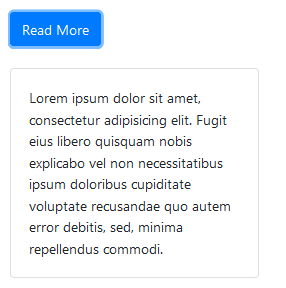 Read More
Lorem ipsum dolor sit amet,
consectetur adipisicing elit. Fugit
eius libero quisquam nobis
explicabo vel non necessitatibus
ipsum doloribus cupiditate
voluptate recusandae quo autem
error debitis, sed, minima
repellendus commodi.